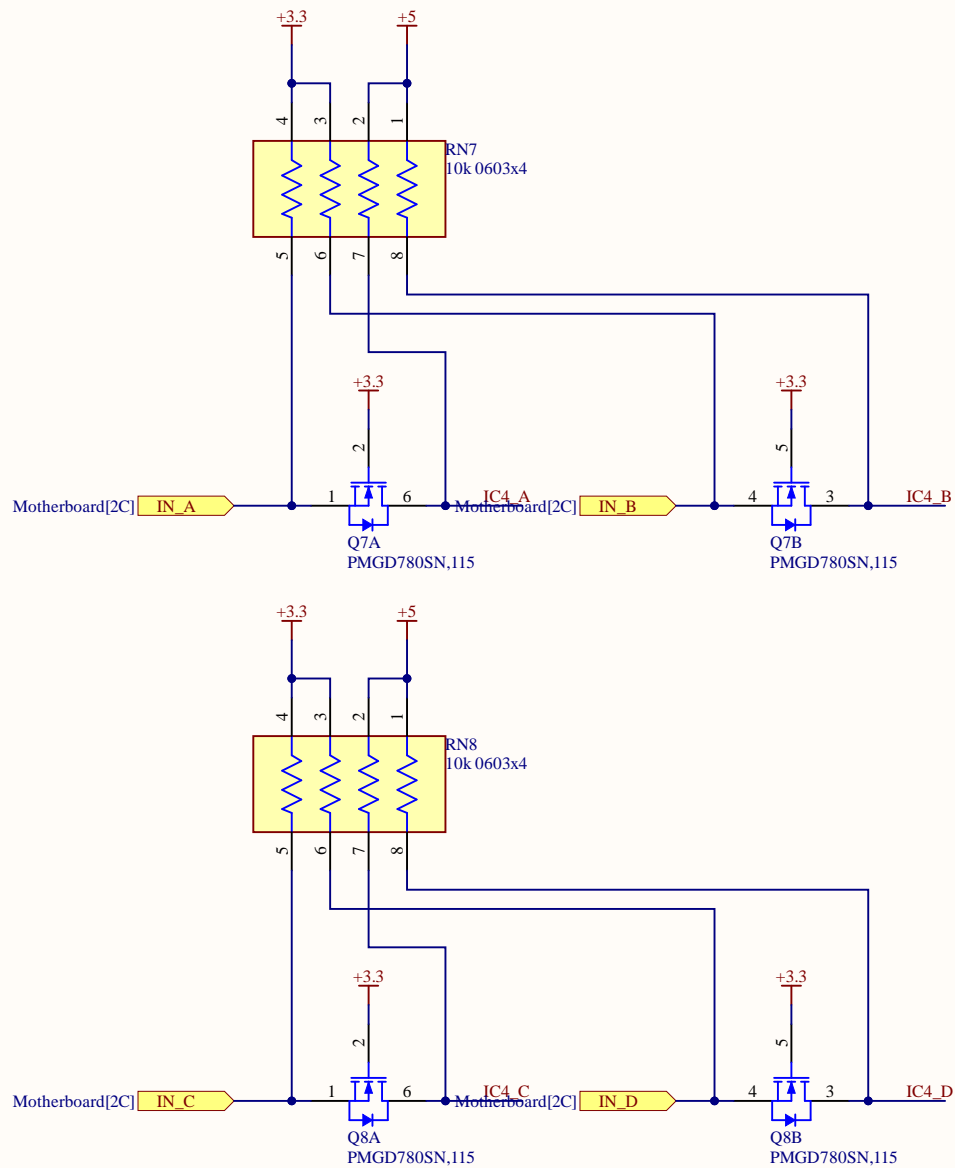 +3.3 +5
4 3 2 1
RN7
10k 0603x4
5 6 7 8
+3.3 +3.3
2 5
Motherboard[2C] IN_A 1 6 IC4_A Motherboard[2C] IN_B 4 3 IC4_B
Q7A Q7B
PMGD780SN,115 PMGD780SN,115
+3.3 +5
4 3 2 1
RN8
10k 0603x4
5 6 7 8
+3.3 +3.3
2 5
Motherboard[2C] IN_C 1 6 IC4_C Motherboard[2C] IN_D 4 3 IC4_D
Q8A Q8B
PMGD780SN,115 PMGD780SN,115